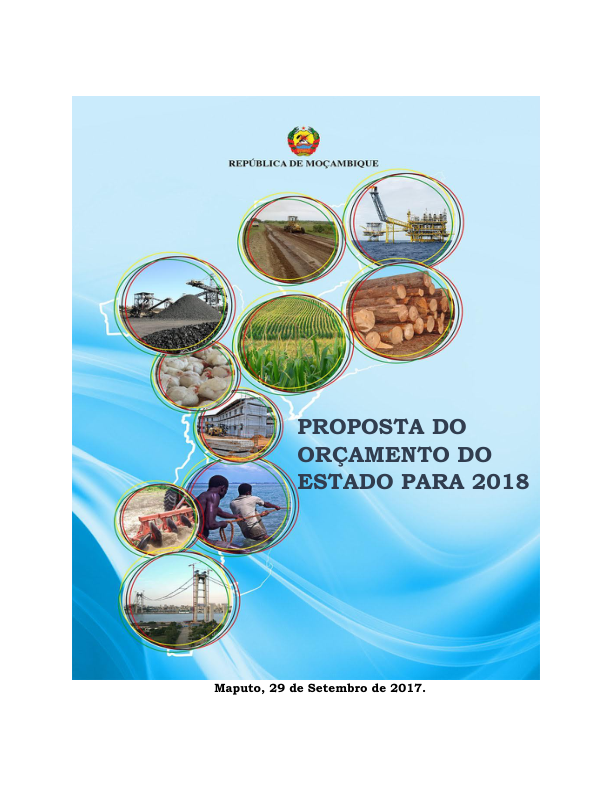 REPÚBLICA DE MOÇAMBIQUE
PROPOSTA DO
ORÇAMENTO DO
ESTADO PARA 2018
Maputo, 29 de Setembro de 2017.